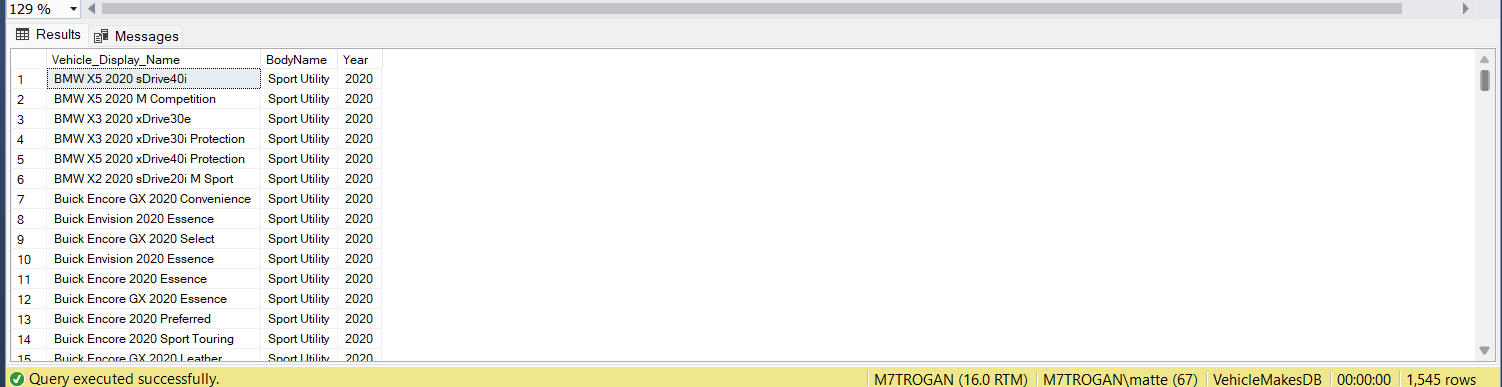 129 %
Results Messages
Vehicle_Display_Name BodyName Year
1 BMW X5 2020 sDrive40i Sport Utility 2020
2 BMW X5 2020 M Competition Sport Utility 2020
3 BMW X3 2020 xDrive30e Sport Utility 2020
4 BMW X3 2020 xDrive30i Protection Sport Utility 2020
5 BMW X5 2020 xDrive40i Protection Sport Utility 2020
6 BMW X2 2020 sDrive20i M Sport Sport Utility 2020
7 Buick Encore GX 2020 Convenience Sport Utility 2020
8 Buick Envision 2020 Essence Sport Utility 2020
9 Buick Encore GX 2020 Select Sport Utility 2020
10 Buick Envision 2020 Essence Sport Utility 2020
11 Buick Encore 2020 Essence Sport Utility 2020
12 Buick Encore GX 2020 Essence Sport Utility 2020
13 Buick Encore 2020 Preferred Sport Utility 2020
14 Buick Encore 2020 Sport Touring Sport Utility 2020
15 Buick Encore GX 2020 Leather Sport Utility 2020
Query executed successfully. M7TROGAN (16.0 RTM) M7TROGAN\matte (67) VehicleMakesDB 00:00:00 1,545 rows